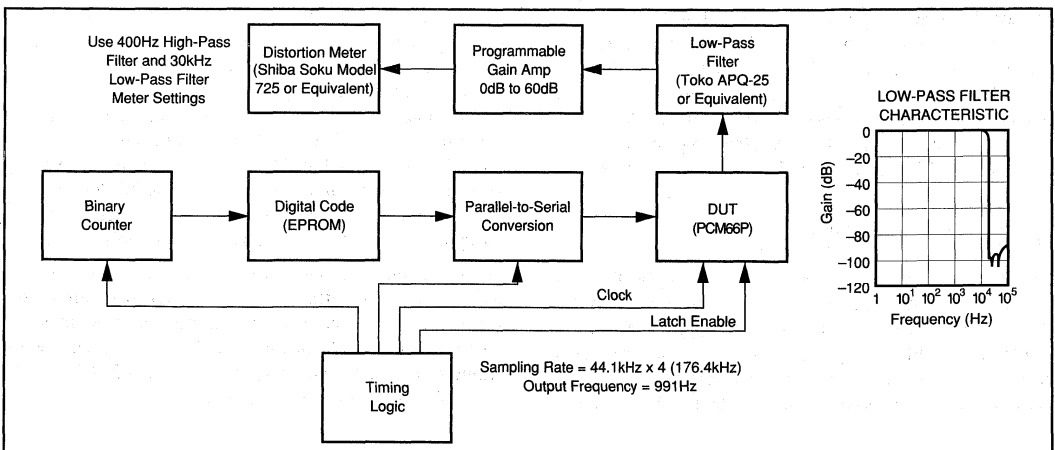 Use 400Hz High-Pass
Filter and 30kHz
Low-Pass Filter
Meter Settings
Distortion Meter
(Shiba Soku Model
725 or Equivalent)
Programmable
Gain Amp
0dB to 60dB
Low-Pass
Filter
(Toko APQ-25
or Equivalent)
LOW-PASS FILTER
CHARACTERISTIC
0
–20
–40
–60
–80
–100
–120
Gain (dB)
1 10¹ 10² 10³ 10⁴ 10⁵
Frequency (Hz)
Binary
Counter
Digital Code
(EPROM)
Parallel-to-Serial
Conversion
DUT
(PCM66P)
Clock
Latch Enable
Timing
Logic
Sampling Rate = 44.1kHz x 4 (176.4kHz)
Output Frequency = 991Hz